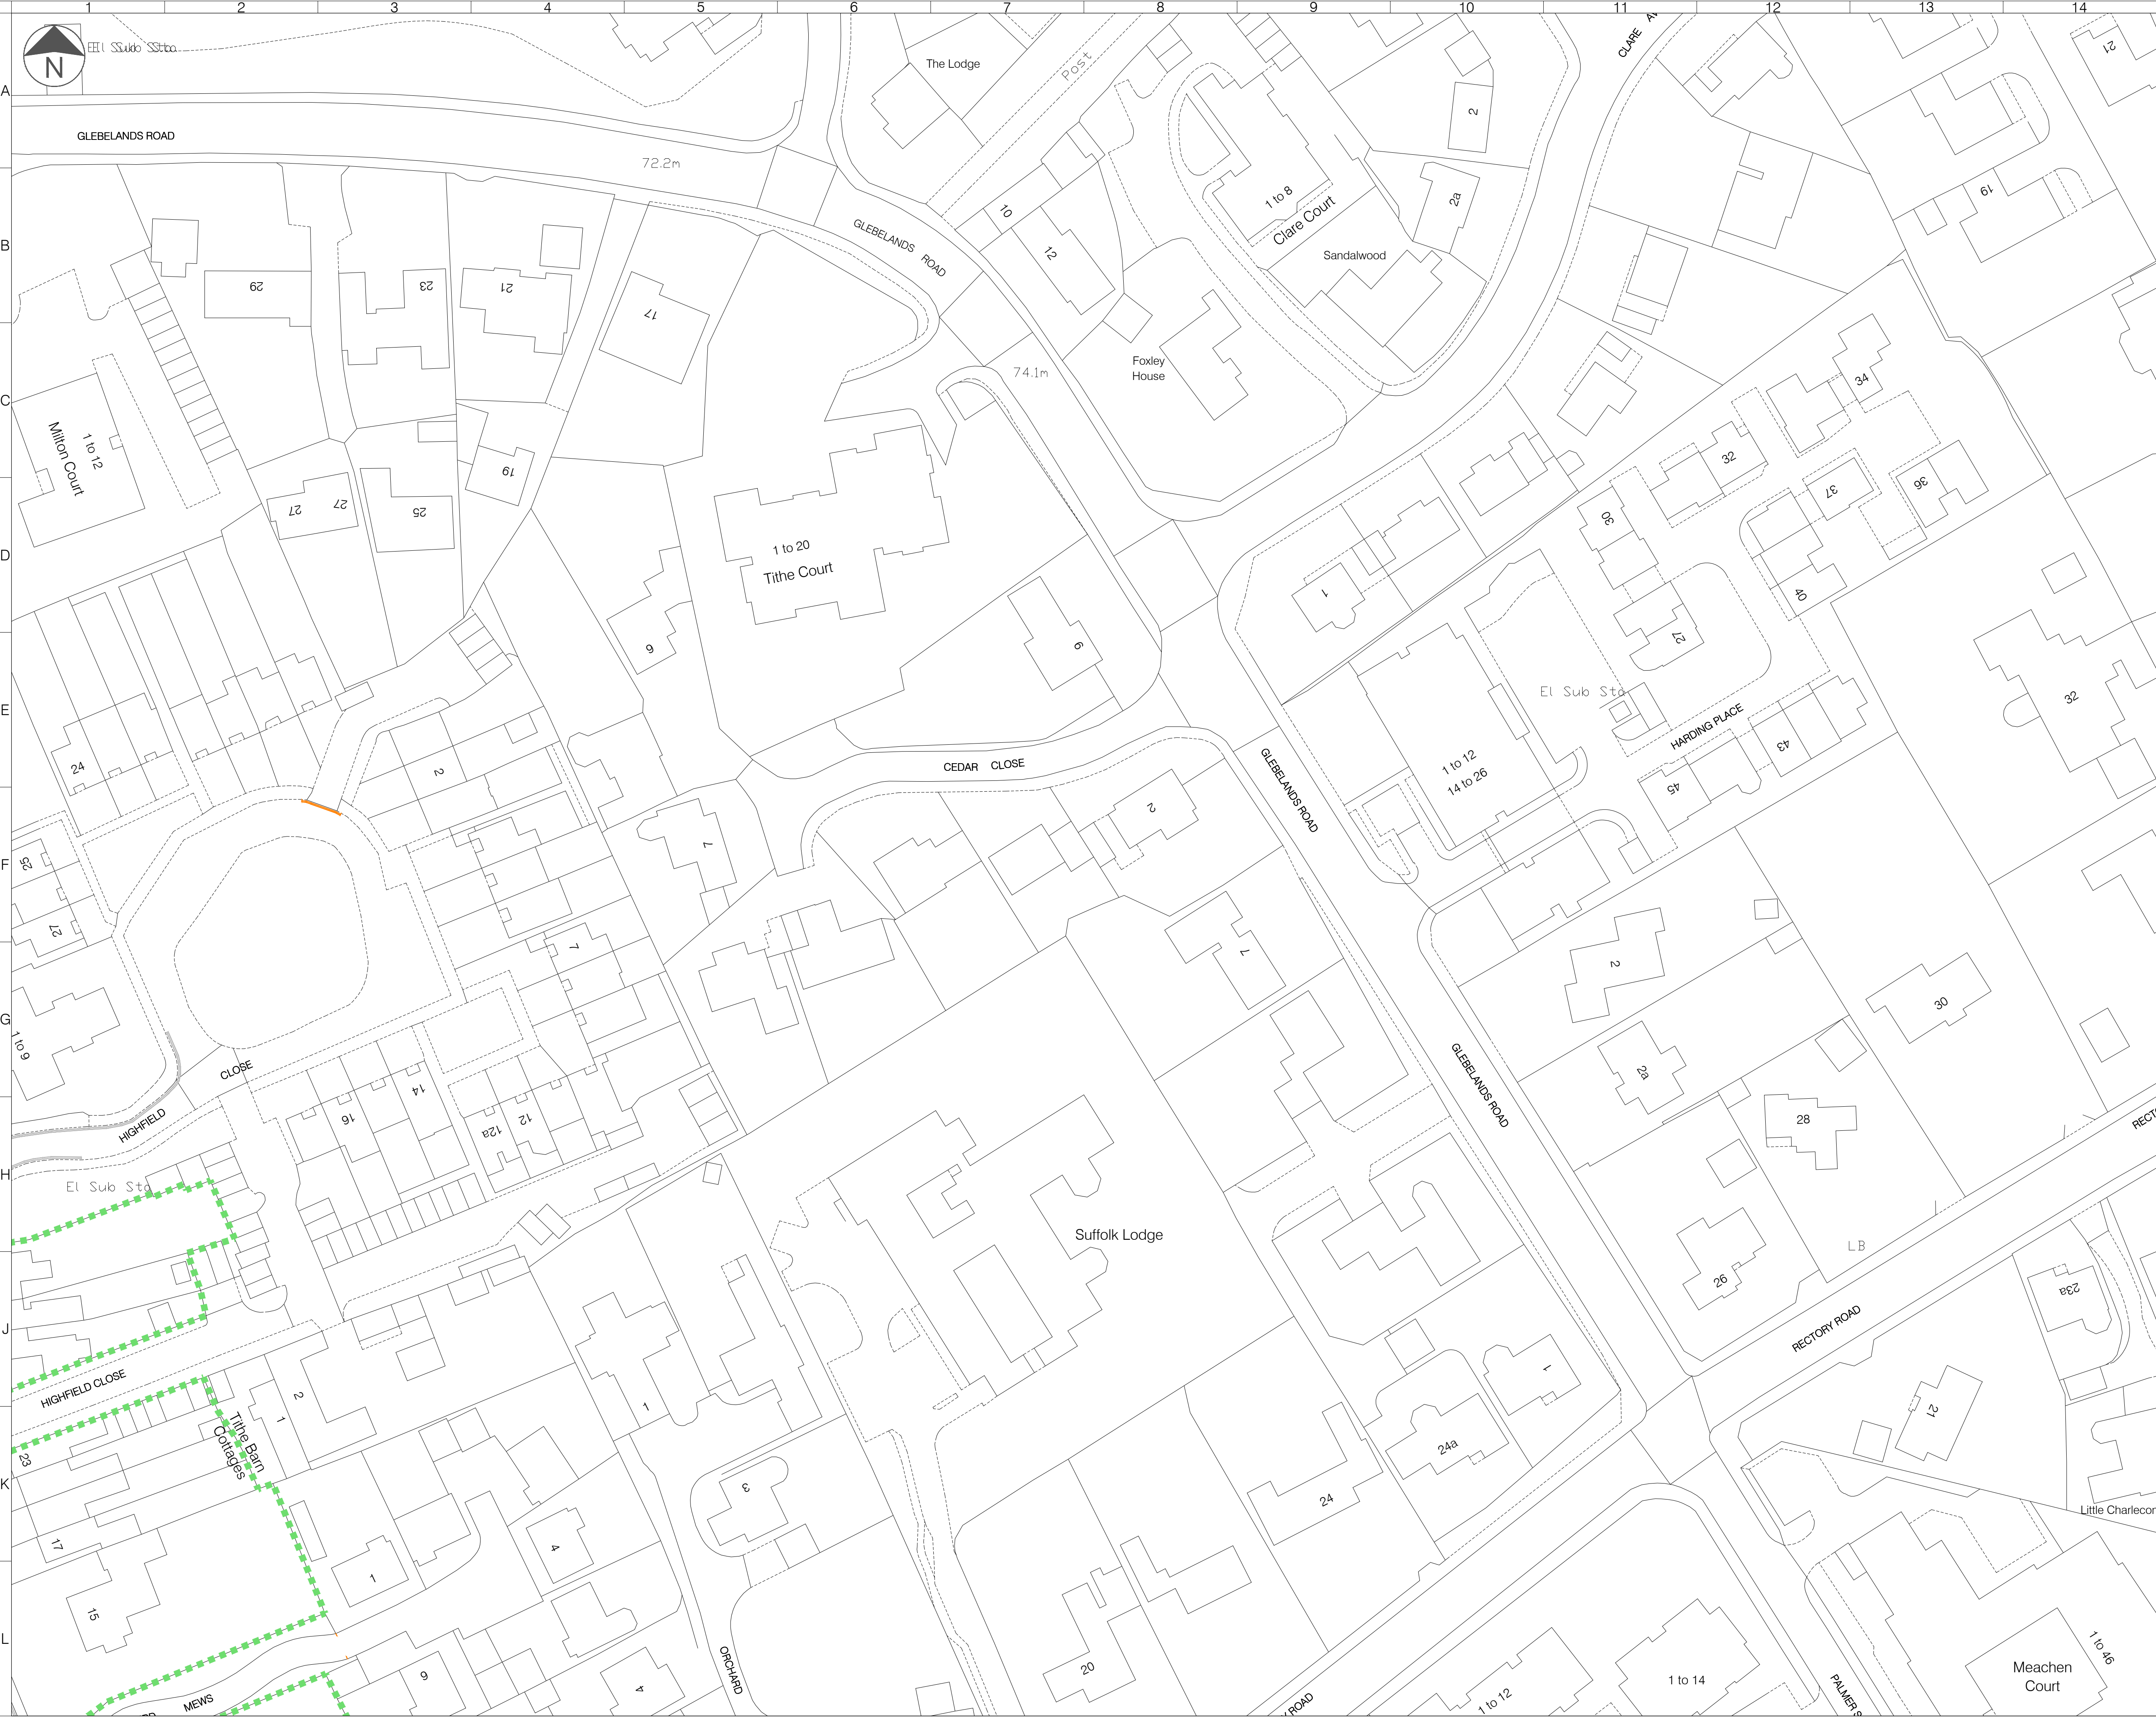 1 2 3 4 5 6 7 8 9 10 11 12 13 14
N
A
The Lodge
Post
CLARE
21
GLEBELANDS ROAD
72.2m
2
1 to 8
Clare Court
2a
19
B
10
12
GLEBELANDS ROAD
Sandalwood
29
23
21
17
Foxley
House
74.1m
34
C
Milton Court
1 to 12
19
32
37
36
27
27
25
30
D
1 to 20
Tithe Court
1
40
27
9
6
El Sub Sta
32
E
24
2
CEDAR CLOSE
GLEBELANDS ROAD
1 to 12
14 to 26
HARDING PLACE
43
45
2
F
25
7
27
7
7
2
30
G
1 to 9
CLOSE
14
16
12
12a
GLEBELANDS ROAD
2a
28
HIGHFIELD
H
El Sub Sta
Suffolk Lodge
LB
26
23a
J
RECTORY ROAD
HIGHFIELD CLOSE
2
1
1
1
21
Tithe Barn
Cottages
23
24a
K
3
24
Little Charlecot
17
4
1
15
L
ORCHARD
1 to 46
20
9
4
1 to 14
Meachen
Court
MEWS
ROAD
1 to 12
PALMER S